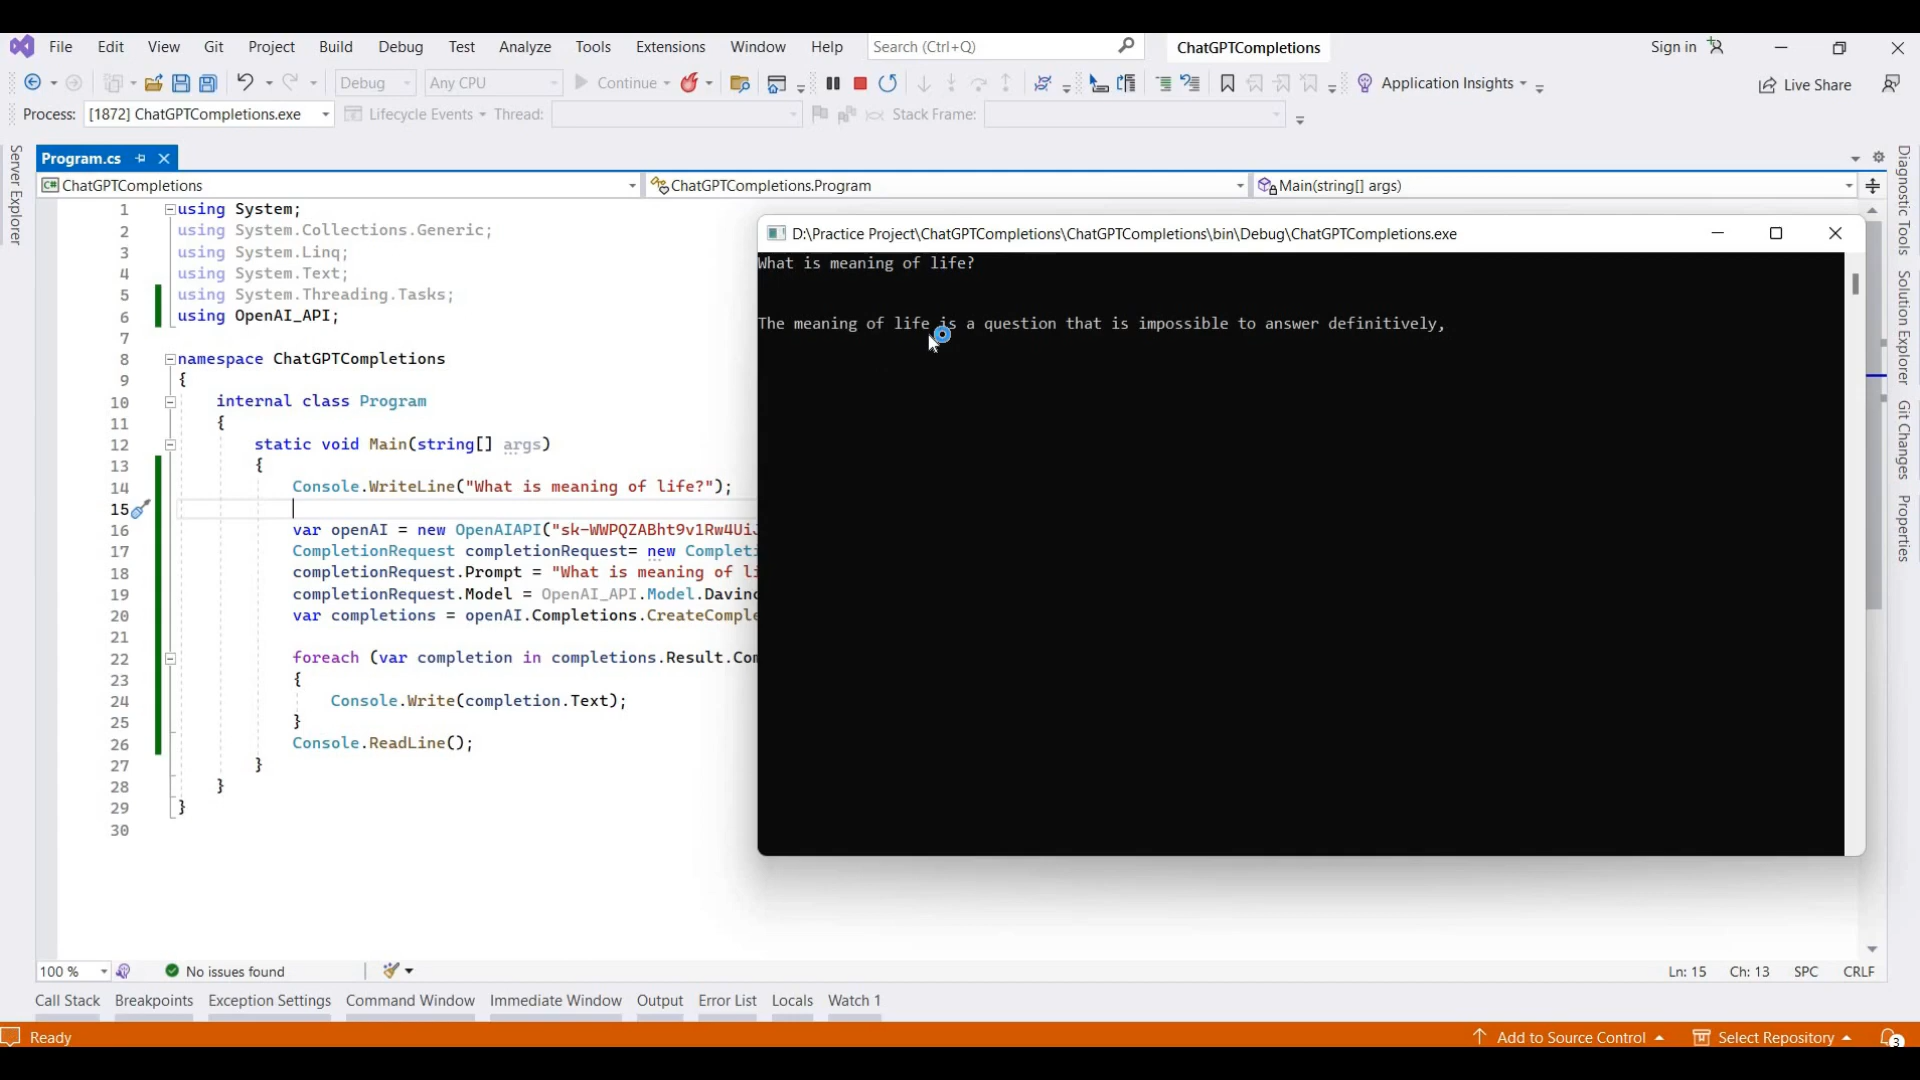 File Edit View Git Project Build Debug Test Analyze Tools Extensions Window Help Search (Ctrl+Q) ChatGPTCompletions Sign in
Debug Any CPU Continue Application Insights Live Share
Process: [1872] ChatGPTCompletions.exe Lifecycle Events Thread: Stack Frame:
Server Explorer
Program.cs
ChatGPTCompletions ChatGPTCompletions.Program Main(string[] args)
1 using System;
2 using System.Collections.Generic;
3 using System.Linq;
4 using System.Text;
5 using System.Threading.Tasks;
6 using OpenAI_API;
7
8 namespace ChatGPTCompletions
9 {
10 internal class Program
11 {
12 static void Main(string[] args)
13 {
14 Console.WriteLine("What is meaning of life?");
15
16 var openAI = new OpenAIAPI("sk-WWPQZABht9v1Rw4UiJ
17 CompletionRequest completionRequest= new Completi
18 completionRequest.Prompt = "What is meaning of li
19 completionRequest.Model = OpenAI_API.Model.Davinc
20 var completions = openAI.Completions.CreateComple
21
22 foreach (var completion in completions.Result.Com
23 {
24 Console.Write(completion.Text);
25 }
26 Console.ReadLine();
27 }
28 }
29 }
30
D:\Practice Project\ChatGPTCompletions\ChatGPTCompletions\bin\Debug\ChatGPTCompletions.exe
What is meaning of life?
The meaning of life is a question that is impossible to answer definitively,
Diagnostic Tools
Solution Explorer
Git Changes
Properties
100 % No issues found Ln: 15 Ch: 13 SPC CRLF
Call Stack Breakpoints Exception Settings Command Window Immediate Window Output Error List Locals Watch 1
Ready Add to Source Control Select Repository 3